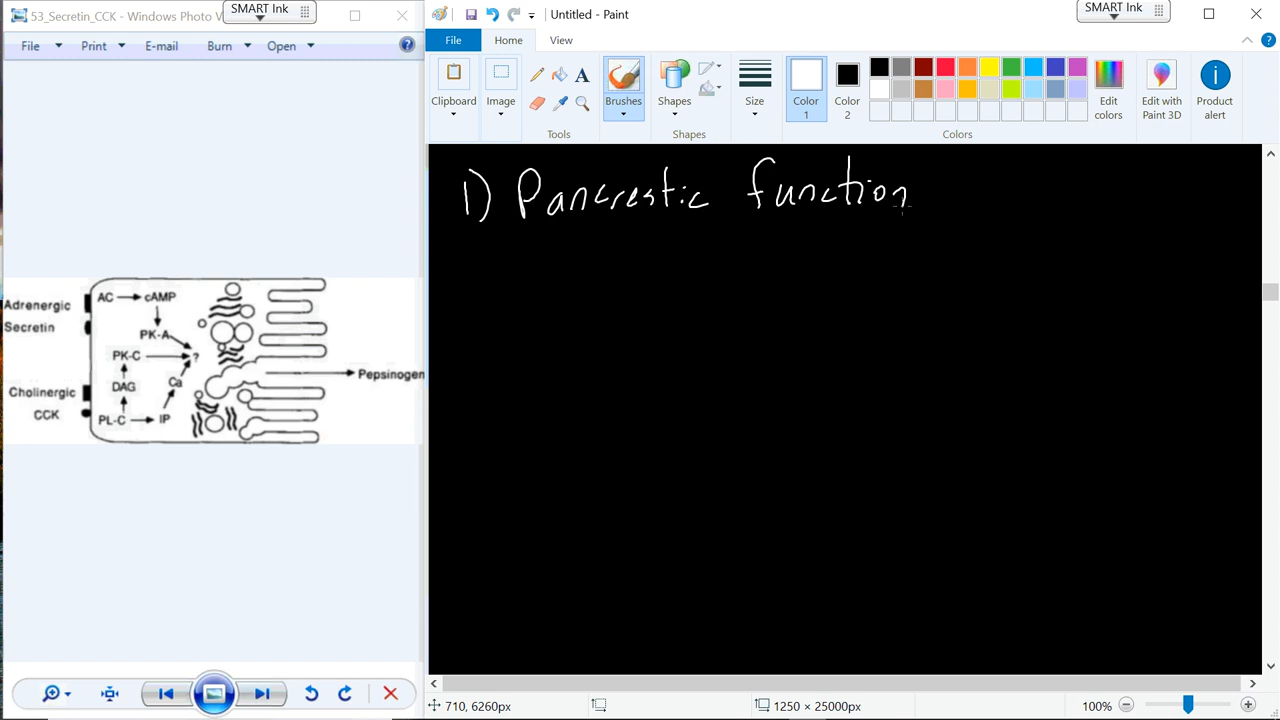 53_Secretin_CCK - Windows Photo V
SMART Ink
File
Print
E-mail
Burn
Open
Adrenergic
Secretin
Cholinergic
CCK
AC
cAMP
PK-A
PK-C
?
DAG
Ca
PL-C
IP
Pepsinogen
Untitled - Paint
SMART Ink
File
Home
View
Clipboard
Image
Tools
Brushes
Shapes
Shapes
Size
Color 1
Color 2
Edit colors
Colors
Edit with Paint 3D
Product alert
1) Pancrestic function
710, 6260px
1250 × 25000px
100%